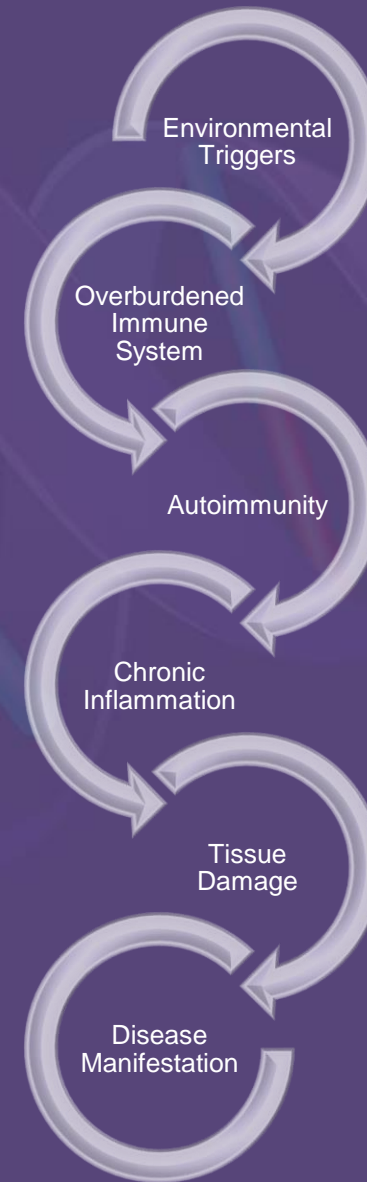 Environmental
Triggers
Overburdened
Immune
System
Autoimmunity
Chronic
Inflammation
Tissue
Damage
Disease
Manifestation